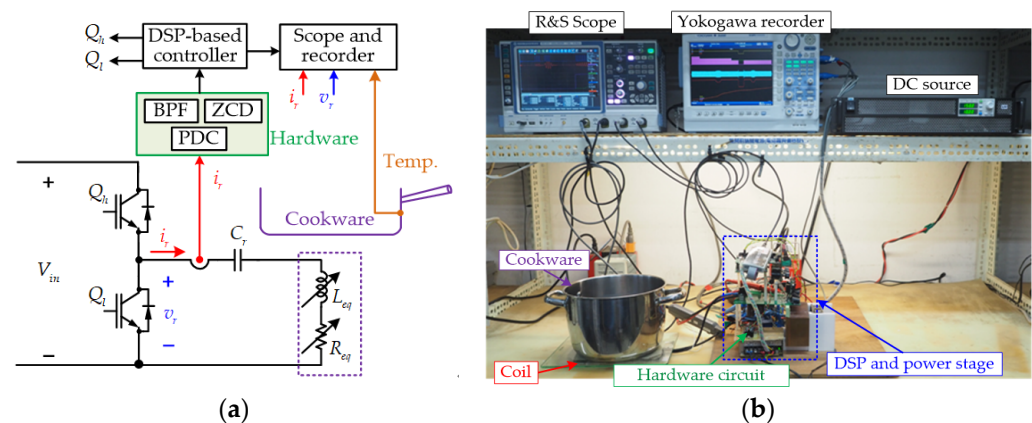 Q_h
Q_l
DSP-based
controller
Scope and
recorder
i_r
v_r
BPF
ZCD
PDC
Hardware
i_r
Temp.
+
Q_h
Cookware
i_r
C_r
V_in
+
Q_l
v_r
L_eq
−
R_eq
−
(a)
R&S Scope
Yokogawa recorder
DC source
Cookware
Coil
Hardware circuit
DSP and power stage
(b)